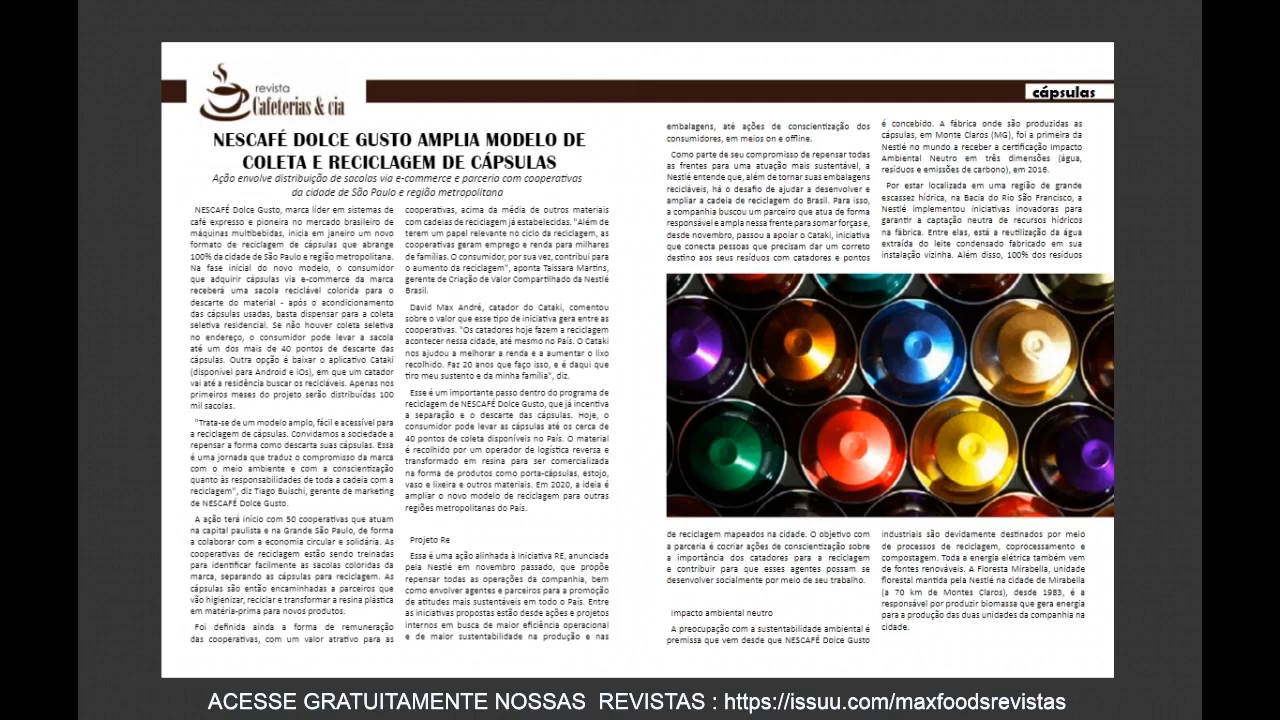 revista
Cafeterias & cia
cápsulas
NESCAFÉ DOLCE GUSTO AMPLIA MODELO DE
COLETA E RECICLAGEM DE CÁPSULAS
Ação envolve distribuição de sacolas via e-commerce e parceria com cooperativas
da cidade de São Paulo e região metropolitana
NESCAFÉ Dolce Gusto, marca líder em sistemas de
café expresso e pioneira no mercado brasileiro de
máquinas multibebidas, inicia em janeiro um novo
formato de reciclagem de cápsulas que abrange
100% da cidade de São Paulo e região metropolitana.
Na fase inicial do novo modelo, o consumidor
que adquirir cápsulas via e-commerce da marca
receberá uma sacola reciclável colorida para o
descarte do material - após o acondicionamento
das cápsulas usadas, basta dispensar para a coleta
seletiva residencial. Se não houver coleta seletiva
no endereço, o consumidor pode levar a sacola
até um dos mais de 40 pontos de descarte das
cápsulas. Outra opção é baixar o aplicativo Cataki
(disponível para Android e iOs), em que um catador
vai até a residência buscar os recicláveis. Apenas nos
primeiros meses do projeto serão distribuídas 100
mil sacolas.
"Trata-se de um modelo amplo, fácil e acessível para
a reciclagem de cápsulas. Convidamos a sociedade a
repensar a forma como descarta suas cápsulas. Essa
é uma jornada que traduz o compromisso da marca
com o meio ambiente e com a conscientização
quanto às responsabilidades de toda a cadeia com a
reciclagem", diz Tiago Buischi, gerente de marketing
de NESCAFÉ Dolce Gusto.
A ação terá início com 50 cooperativas que atuam
na capital paulista e na Grande São Paulo, de forma
a colaborar com a economia circular e solidária. As
cooperativas de reciclagem estão sendo treinadas
para identificar facilmente as sacolas coloridas da
marca, separando as cápsulas para reciclagem. As
cápsulas são então encaminhadas a parceiros que
vão higienizar, reciclar e transformar a resina plástica
em matéria-prima para novos produtos.
Foi definida ainda a forma de remuneração
das cooperativas, com um valor atrativo para as
cooperativas, acima da média de outros materiais
com cadeias de reciclagem já estabelecidas. "Além de
terem um papel relevante no ciclo da reciclagem, as
cooperativas geram emprego e renda para milhares
de famílias. O consumidor, por sua vez, contribui para
o aumento da reciclagem", aponta Taissara Martins,
gerente de Criação de Valor Compartilhado da Nestlé
Brasil.
David Max André, catador do Cataki, comentou
sobre o valor que esse tipo de iniciativa gera entre as
cooperativas. "Os catadores hoje fazem a reciclagem
acontecer nessa cidade, até mesmo no País. O Cataki
nos ajudou a melhorar a renda e a aumentar o lixo
recolhido. Faz 20 anos que faço isso, e é daqui que
tiro meu sustento e da minha família", diz.
Esse é um importante passo dentro do programa de
reciclagem de NESCAFÉ Dolce Gusto, que já incentiva
a separação e o descarte das cápsulas. Hoje, o
consumidor pode levar as cápsulas até os cerca de
40 pontos de coleta disponíveis no País. O material
é recolhido por um operador de logística reversa e
transformado em resina para ser comercializada
na forma de produtos como porta-cápsulas, estojo,
vaso e lixeira e outros materiais. Em 2020, a ideia é
ampliar o novo modelo de reciclagem para outras
regiões metropolitanas do País.
Projeto Re
Essa é uma ação alinhada à Iniciativa RE, anunciada
pela Nestlé em novembro passado, que propõe
repensar todas as operações da companhia, bem
como envolver agentes e parceiros para a promoção
de atitudes mais sustentáveis em todo o País. Entre
as iniciativas propostas estão desde ações e projetos
internos em busca de maior eficiência operacional
e de maior sustentabilidade na produção e nas
embalagens, até ações de conscientização dos
consumidores, em meios on e offline.
Como parte de seu compromisso de repensar todas
as frentes para uma atuação mais sustentável, a
Nestlé entende que, além de tornar suas embalagens
recicláveis, há o desafio de ajudar a desenvolver e
ampliar a cadeia de reciclagem do Brasil. Para isso,
a companhia buscou um parceiro que atua de forma
responsável e ampla nessa frente para somar forças e,
desde novembro, passou a apoiar o Cataki, iniciativa
que conecta pessoas que precisam dar um correto
destino aos seus resíduos com catadores e pontos
de reciclagem mapeados na cidade. O objetivo com
a parceria é cocriar ações de conscientização sobre
a importância dos catadores para a reciclagem
e contribuir para que esses agentes possam se
desenvolver socialmente por meio de seu trabalho.
Impacto ambiental neutro
A preocupação com a sustentabilidade ambiental é
premissa que vem desde que NESCAFÉ Dolce Gusto
é concebido. A fábrica onde são produzidas as
cápsulas, em Monte Claros (MG), foi a primeira da
Nestlé no mundo a receber a certificação Impacto
Ambiental Neutro em três dimensões (água,
resíduos e emissões de carbono), em 2016.
Por estar localizada em uma região de grande
escassez hídrica, na Bacia do Rio São Francisco, a
Nestlé implementou iniciativas inovadoras para
garantir a captação neutra de recursos hídricos
na fábrica. Entre elas, está a reutilização da água
extraída do leite condensado fabricado em sua
instalação vizinha. Além disso, 100% dos resíduos
industriais são devidamente destinados por meio
de processos de reciclagem, coprocessamento e
compostagem. Toda a energia elétrica também vem
de fontes renováveis. A Floresta Mirabella, unidade
florestal mantida pela Nestlé na cidade de Mirabella
(a 70 km de Montes Claros), desde 1983, é a
responsável por produzir biomassa que gera energia
para a produção das duas unidades da companhia na
cidade.
ACESSE GRATUITAMENTE NOSSAS REVISTAS : https://issuu.com/maxfoodsrevistas